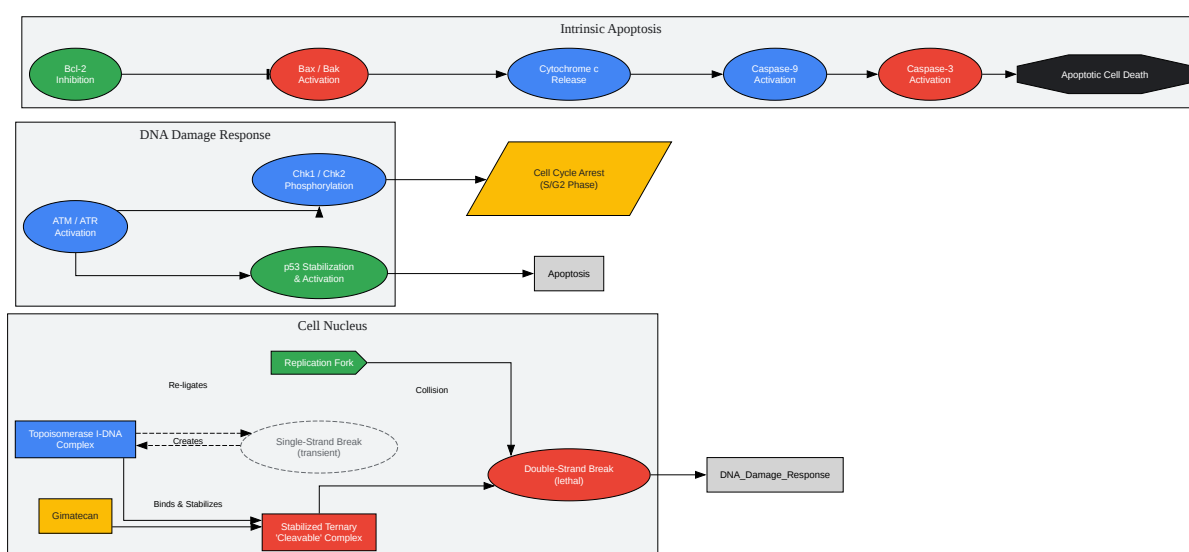 Intrinsic Apoptosis
Bcl-2
Inhibition
Bax / Bak
Activation
Cytochrome c
Release
Caspase-9
Activation
Caspase-3
Activation
Apoptotic Cell Death
DNA Damage Response
Chk1 / Chk2
Phosphorylation
Cell Cycle Arrest
(S/G2 Phase)
ATM / ATR
Activation
p53 Stabilization
& Activation
Apoptosis
Cell Nucleus
Replication Fork
Re-ligates
Collision
Topoisomerase I-DNA
Complex
Creates
Single-Strand Break
(transient)
Double-Strand Break
(lethal)
DNA_Damage_Response
Binds & Stabilizes
Gimatecan
Stabilized Ternary
'Cleavable' Complex